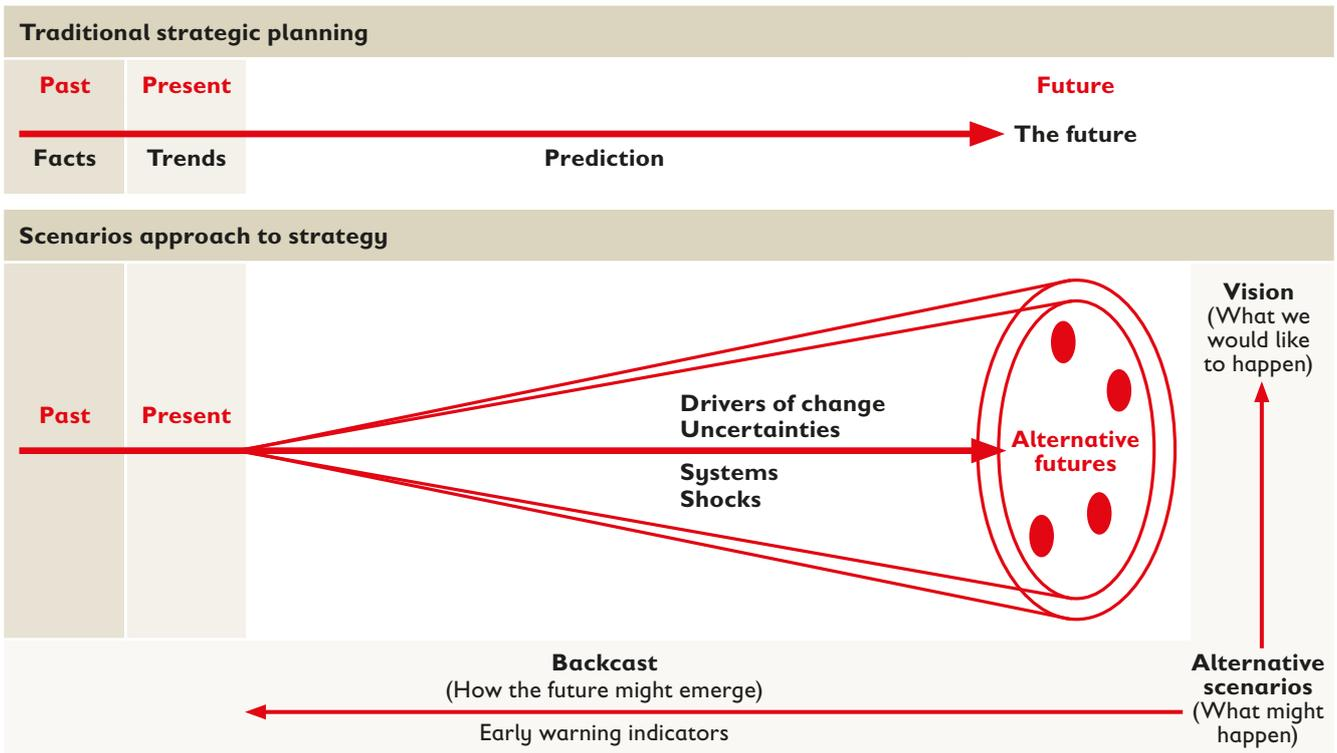 Traditional strategic planning
Past
Present
Future
The future
Facts
Trends
Prediction
Scenarios approach to strategy
Past
Present
Drivers of change
Uncertainties
Systems
Shocks
Alternative
futures
Vision
(What we
would like
to happen)
Backcast
(How the future might emerge)
Early warning indicators
Alternative
scenarios
(What might
happen)